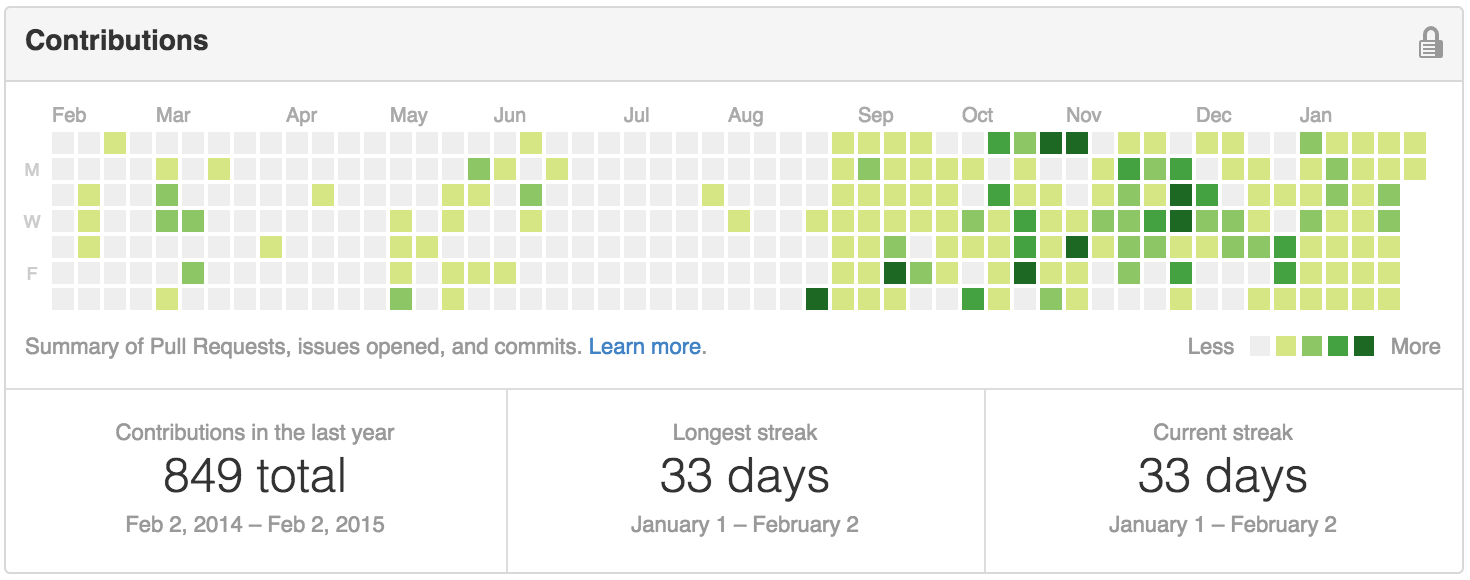 Contributions
Feb Mar Apr May Jun Jul Aug Sep Oct Nov Dec Jan
M
W
F
Summary of Pull Requests, issues opened, and commits. Learn more.
Less More
Contributions in the last year
849 total
Feb 2, 2014 – Feb 2, 2015
Longest streak
33 days
January 1 – February 2
Current streak
33 days
January 1 – February 2